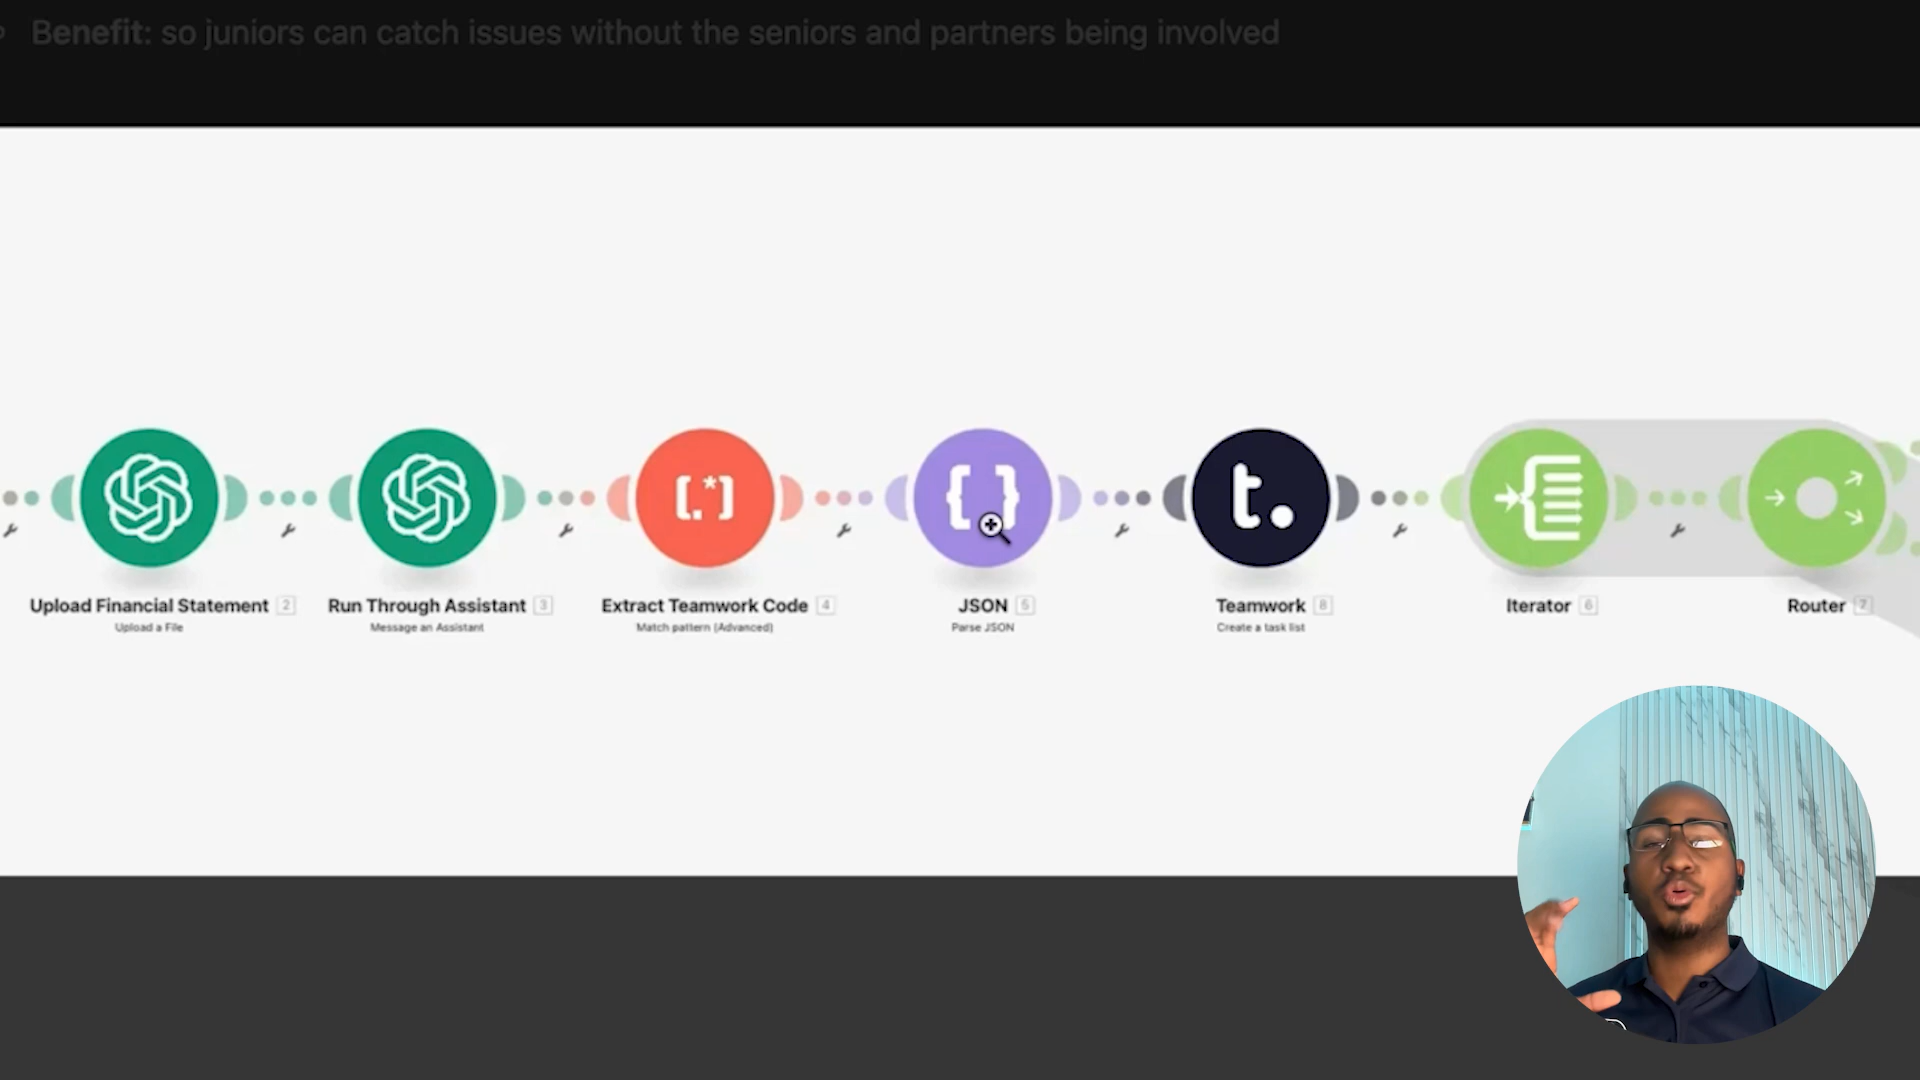 Benefit: so juniors can catch issues without the seniors and partners being involved
Upload Financial Statement 2
Upload a File
Run Through Assistant 3
Message an Assistant
[.*]
Extract Teamwork Code 4
Match pattern (Advanced)
{ }
JSON 5
Parse JSON
t.
Teamwork 8
Create a task list
Iterator 6
Router 7